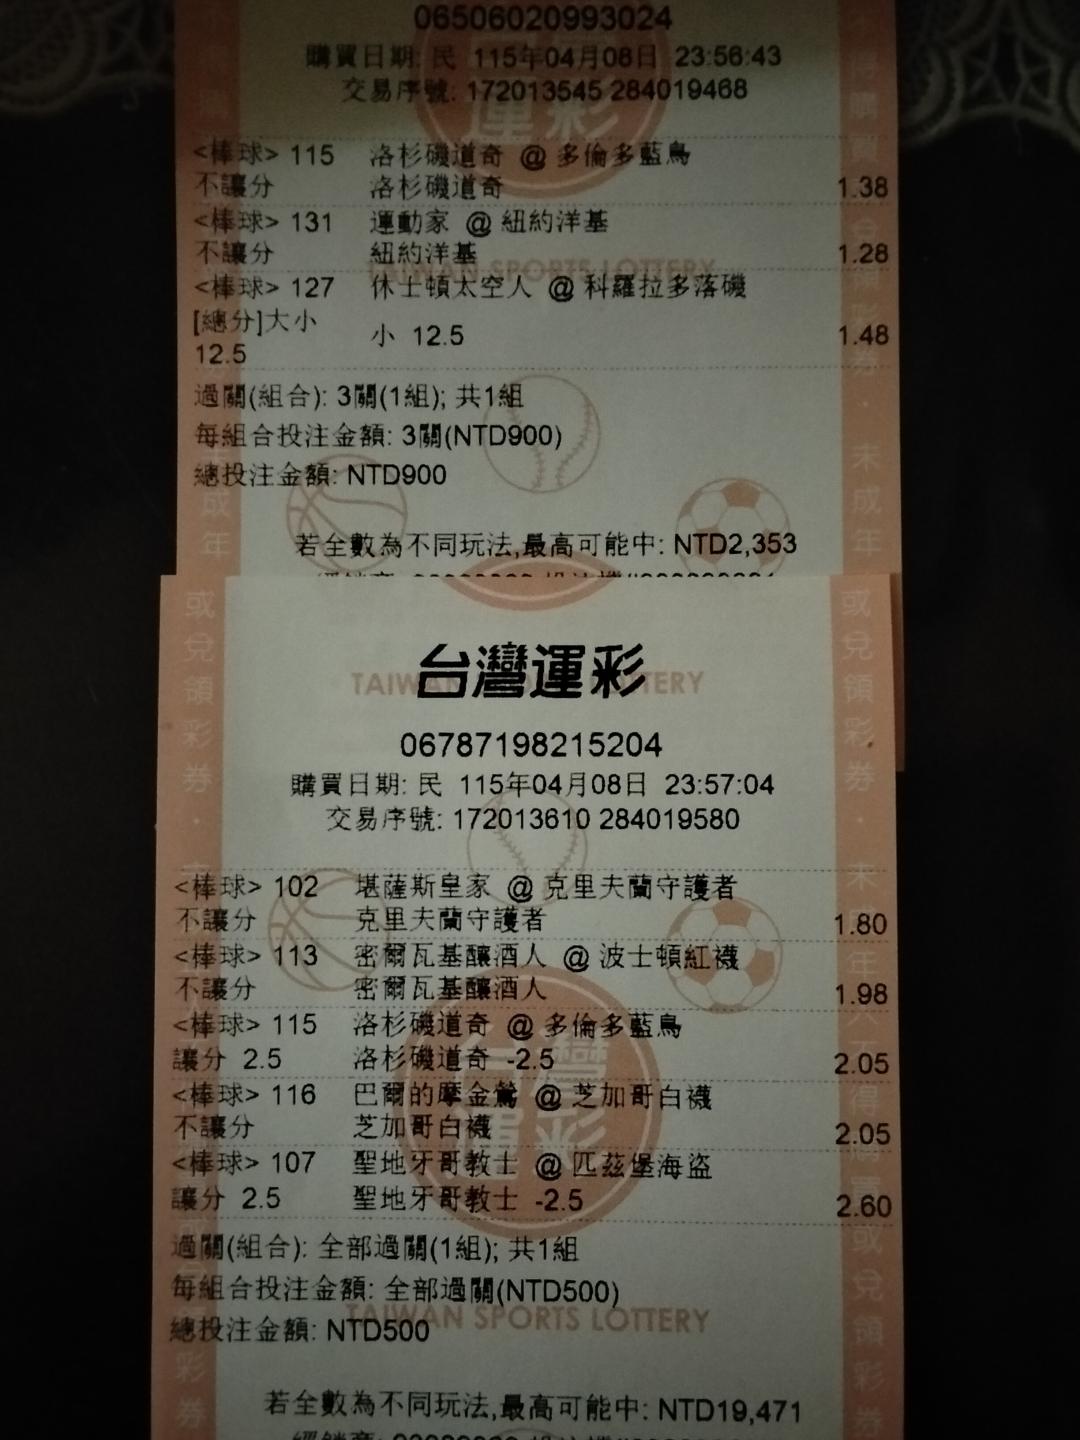 06506020993024
購買日期: 民 115年04月08日 23:56:43
交易序號: 172013545 284019468
<棒球> 115 洛杉磯道奇 @ 多倫多藍鳥
不讓分 洛杉磯道奇 1.38
<棒球> 131 運動家 @ 紐約洋基
不讓分 紐約洋基 1.28
TAIWAN SPORTS LOTTERY
<棒球> 127 休士頓太空人 @ 科羅拉多落磯
[總分]大小 小 12.5 1.48
12.5
過關(組合): 3關(1組); 共1組
每組合投注金額: 3關(NTD900)
總投注金額: NTD900
若全數為不同玩法,最高可能中: NTD2,353
台灣運彩
TAIWAN SPORTS LOTTERY
06787198215204
購買日期: 民 115年04月08日 23:57:04
交易序號: 172013610 284019580
<棒球> 102 堪薩斯皇家 @ 克里夫蘭守護者
不讓分 克里夫蘭守護者 1.80
<棒球> 113 密爾瓦基釀酒人 @ 波士頓紅襪
不讓分 密爾瓦基釀酒人 1.98
<棒球> 115 洛杉磯道奇 @ 多倫多藍鳥
讓分 2.5 洛杉磯道奇 -2.5 2.05
<棒球> 116 巴爾的摩金鶯 @ 芝加哥白襪
不讓分 芝加哥白襪 2.05
<棒球> 107 聖地牙哥教士 @ 匹茲堡海盜
讓分 2.5 聖地牙哥教士 -2.5 2.60
過關(組合): 全部過關(1組); 共1組
每組合投注金額: 全部過關(NTD500)
TAIWAN SPORTS LOTTERY
總投注金額: NTD500
若全數為不同玩法,最高可能中: NTD19,471